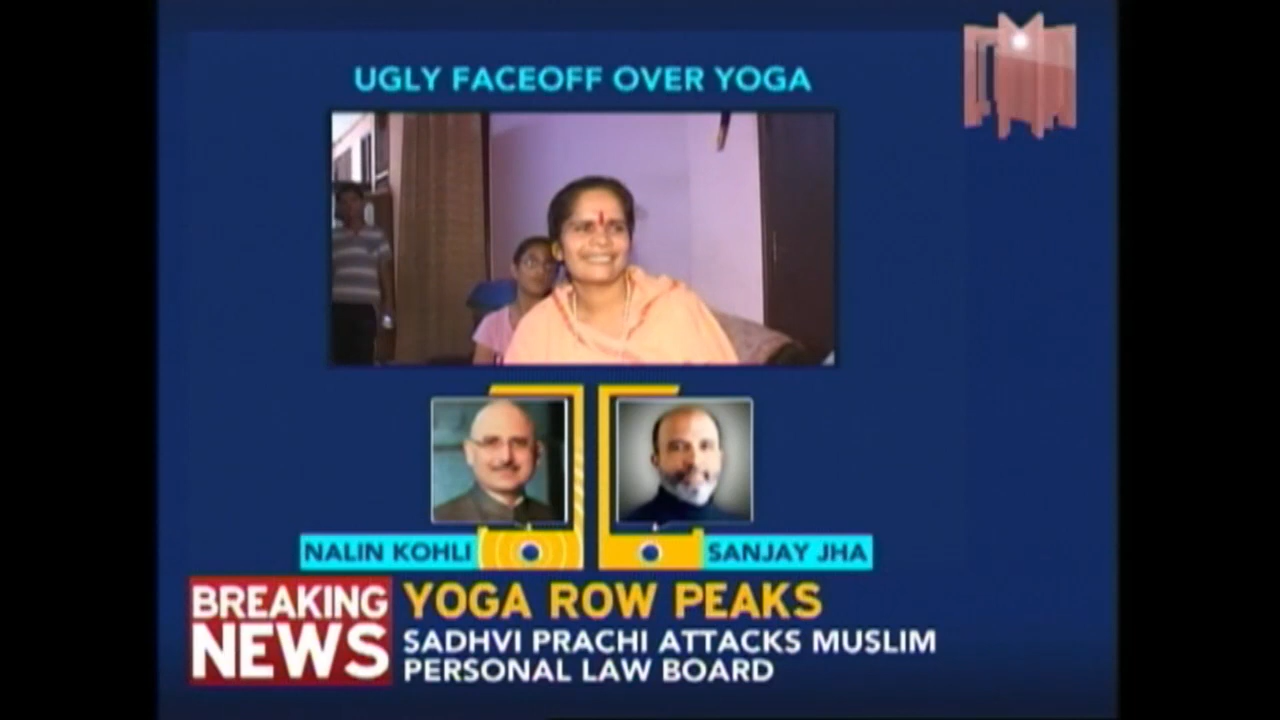 UGLY FACEOFF OVER YOGA
NALIN KOHLI
SANJAY JHA
BREAKING
NEWS
YOGA ROW PEAKS
SADHVI PRACHI ATTACKS MUSLIM
PERSONAL LAW BOARD